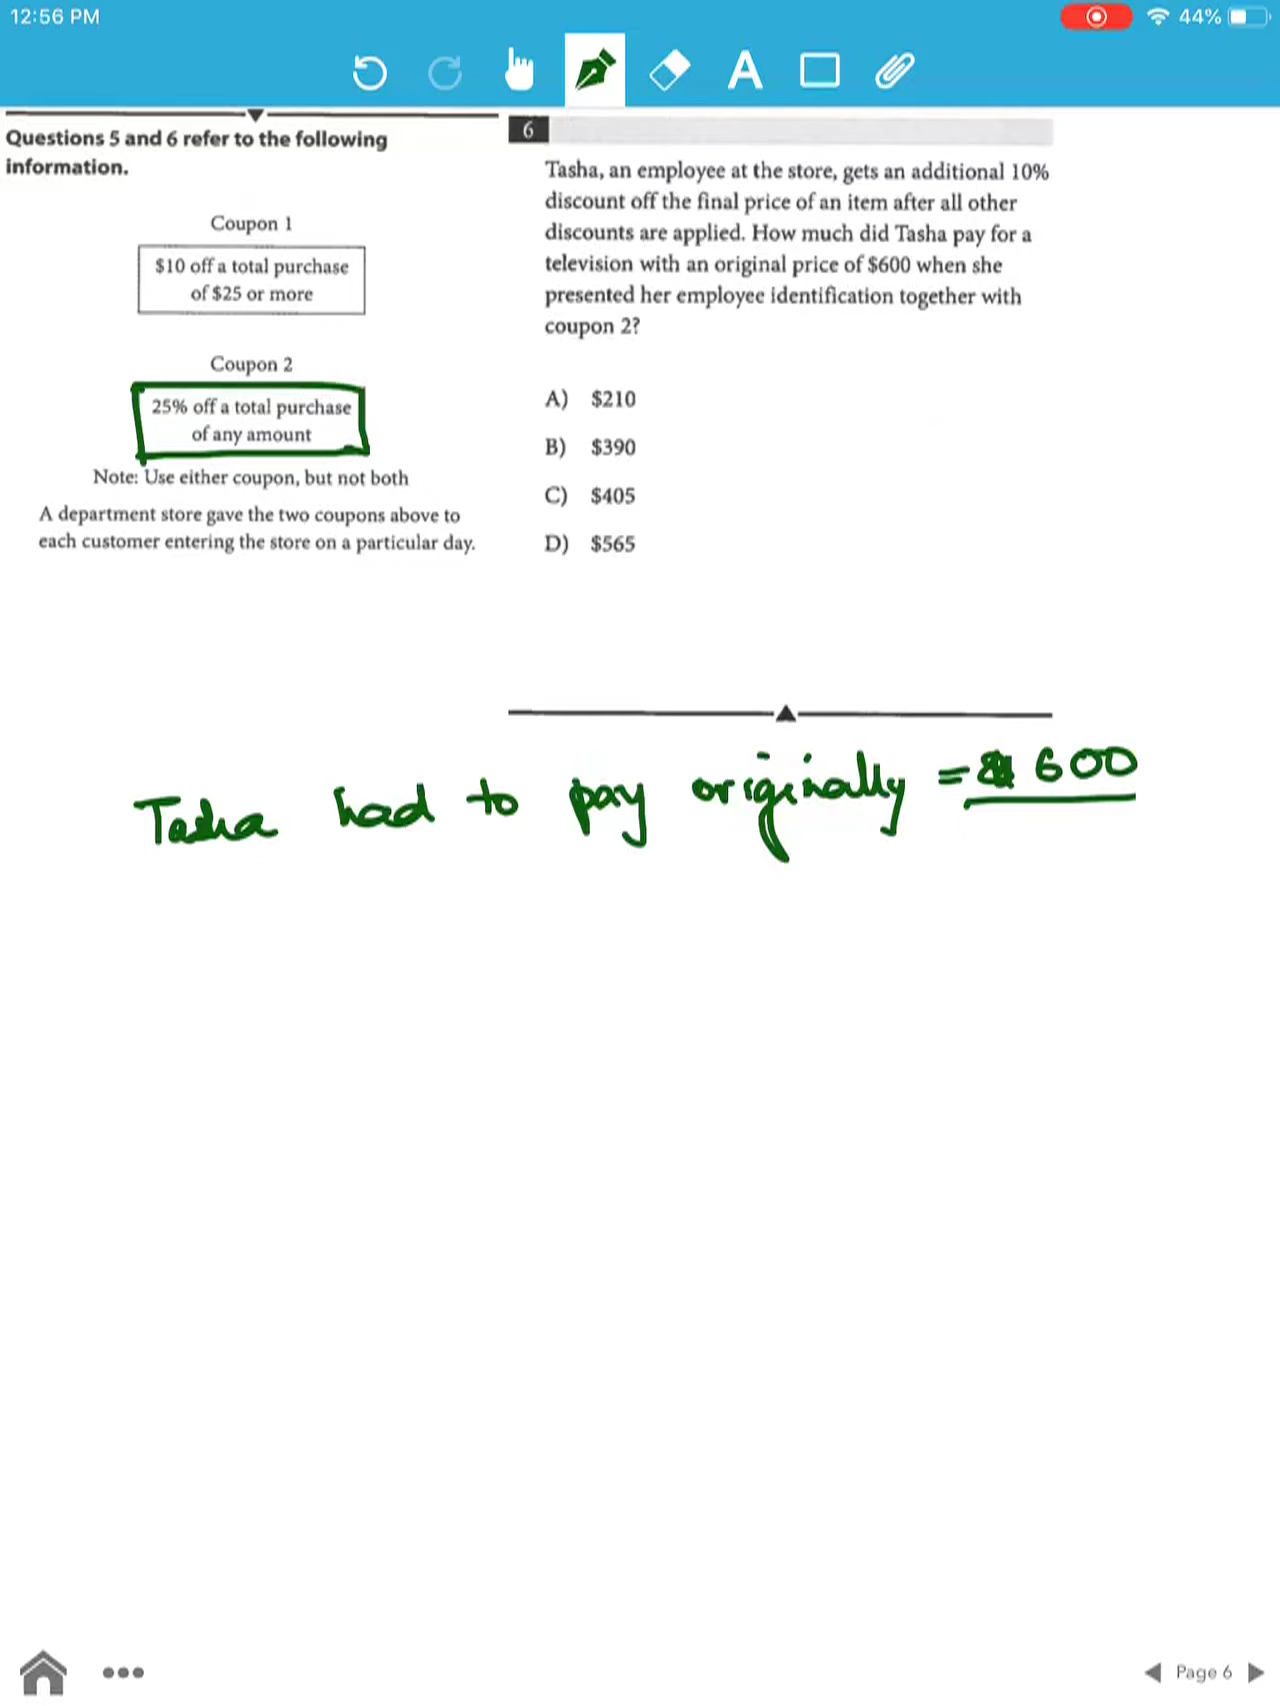 12:56 PM
44%
A
Questions 5 and 6 refer to the following
information.
Coupon 1
$10 off a total purchase
of $25 or more
Coupon 2
25% off a total purchase
of any amount
Note: Use either coupon, but not both
A department store gave the two coupons above to
each customer entering the store on a particular day.
6
Tasha, an employee at the store, gets an additional 10%
discount off the final price of an item after all other
discounts are applied. How much did Tasha pay for a
television with an original price of $600 when she
presented her employee identification together with
coupon 2?
A) $210
B) $390
C) $405
D) $565
Tasha had to pay originally = $ 600
Page 6